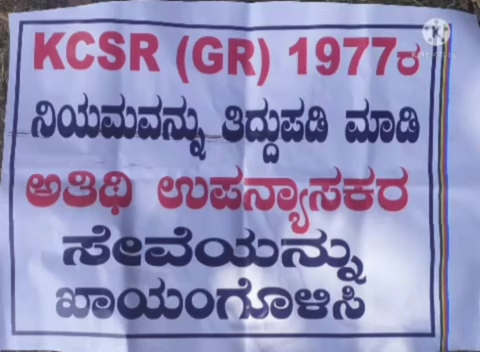 KCSR (GR) 1977ರ
ನಿಯಮವನ್ನು ತಿದ್ದುಪಡಿ ಮಾಡಿ
ಅತಿಥಿ ಉಪನ್ಯಾಸಕರ
ಸೇವೆಯನ್ನು
ಖಾಯಂಗೊಳಿಸಿ